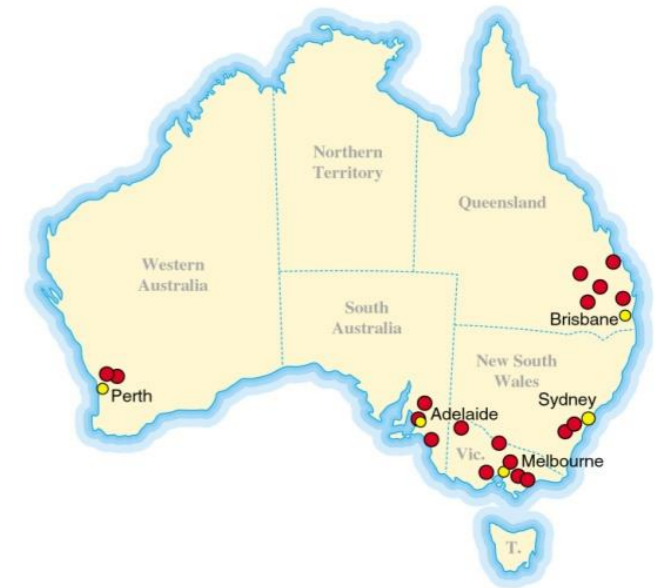 Northern
Territory
Queensland
Western
Australia
South
Australia
Brisbane
New South
Wales
Perth
Sydney
Adelaide
Vic.
Melbourne
T.